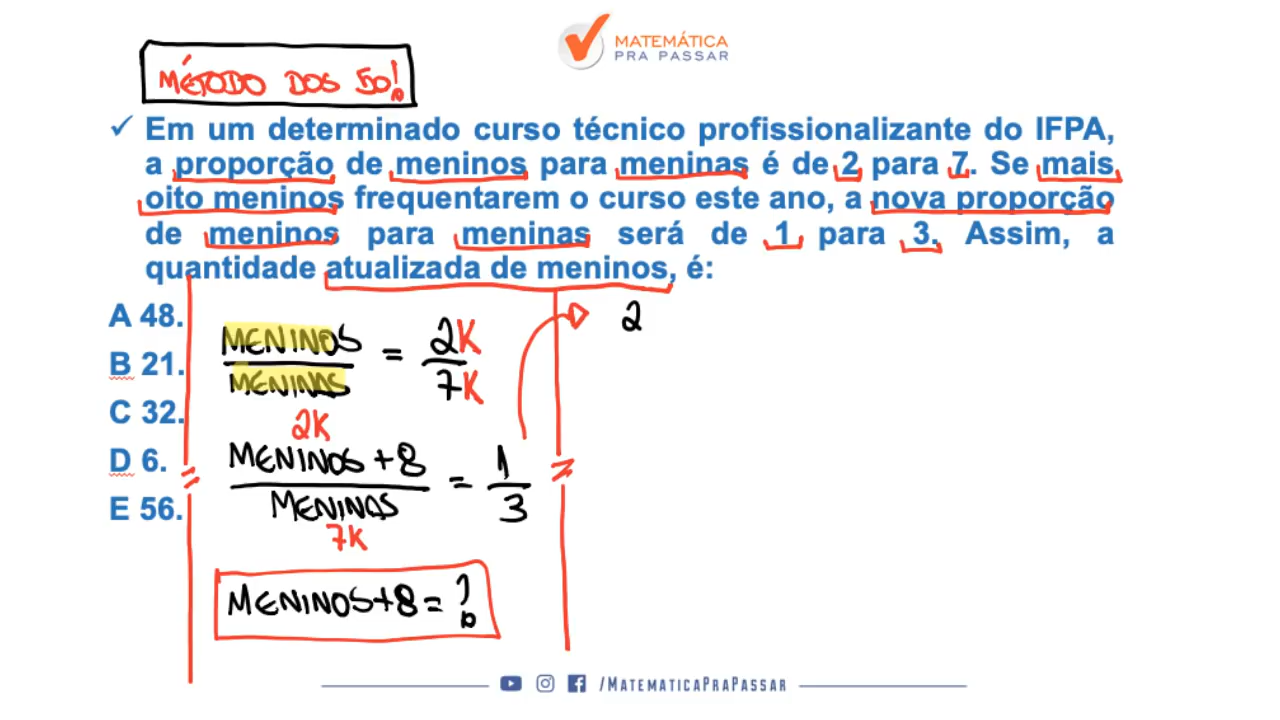 MATEMÁTICA
PRA PASSAR
MÉTODO DOS 50!
✓ Em um determinado curso técnico profissionalizante do IFPA,
a proporção de meninos para meninas é de 2 para 7. Se mais
oito meninos frequentarem o curso este ano, a nova proporção
de meninos para meninas será de 1 para 3. Assim, a
quantidade atualizada de meninos, é:
A 48.
B 21.
C 32.
D 6.
E 56.
MENINOS = 2K
MENINAS 7K
2K
MENINOS + 8 = 1
MENINAS 3
7K
MENINOS + 8 = ?
2
/MATEMATICAPRAPASSAR